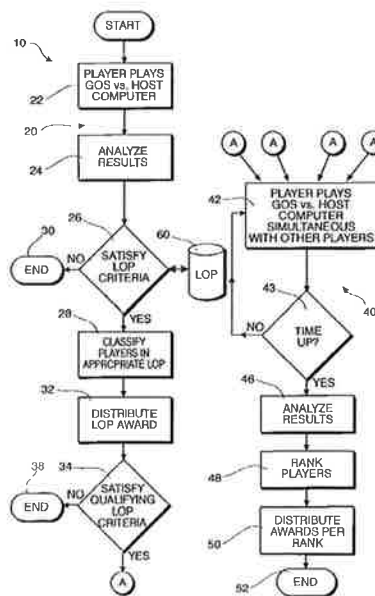 START
10
PLAYER PLAYS
GOS vs. HOST
COMPUTER
22
20
ANALYZE
RESULTS
24
26
30
SATISFY
LOP
CRITERIA
NO
END
60
LOP
YES
28
CLASSIFY
PLAYERS IN
APPROPRIATE LOP
32
DISTRIBUTE
LOP AWARD
34
38
SATISFY
QUALIFYING
LOP
CRITERIA
NO
END
YES
A
A
A
A
A
42
PLAYER PLAYS
GOS vs. HOST
COMPUTER
SIMULTANEOUS
WITH OTHER PLAYERS
43
40
TIME
UP?
NO
YES
46
ANALYZE
RESULTS
48
RANK
PLAYERS
50
DISTRIBUTE
AWARDS PER
RANK
52
END